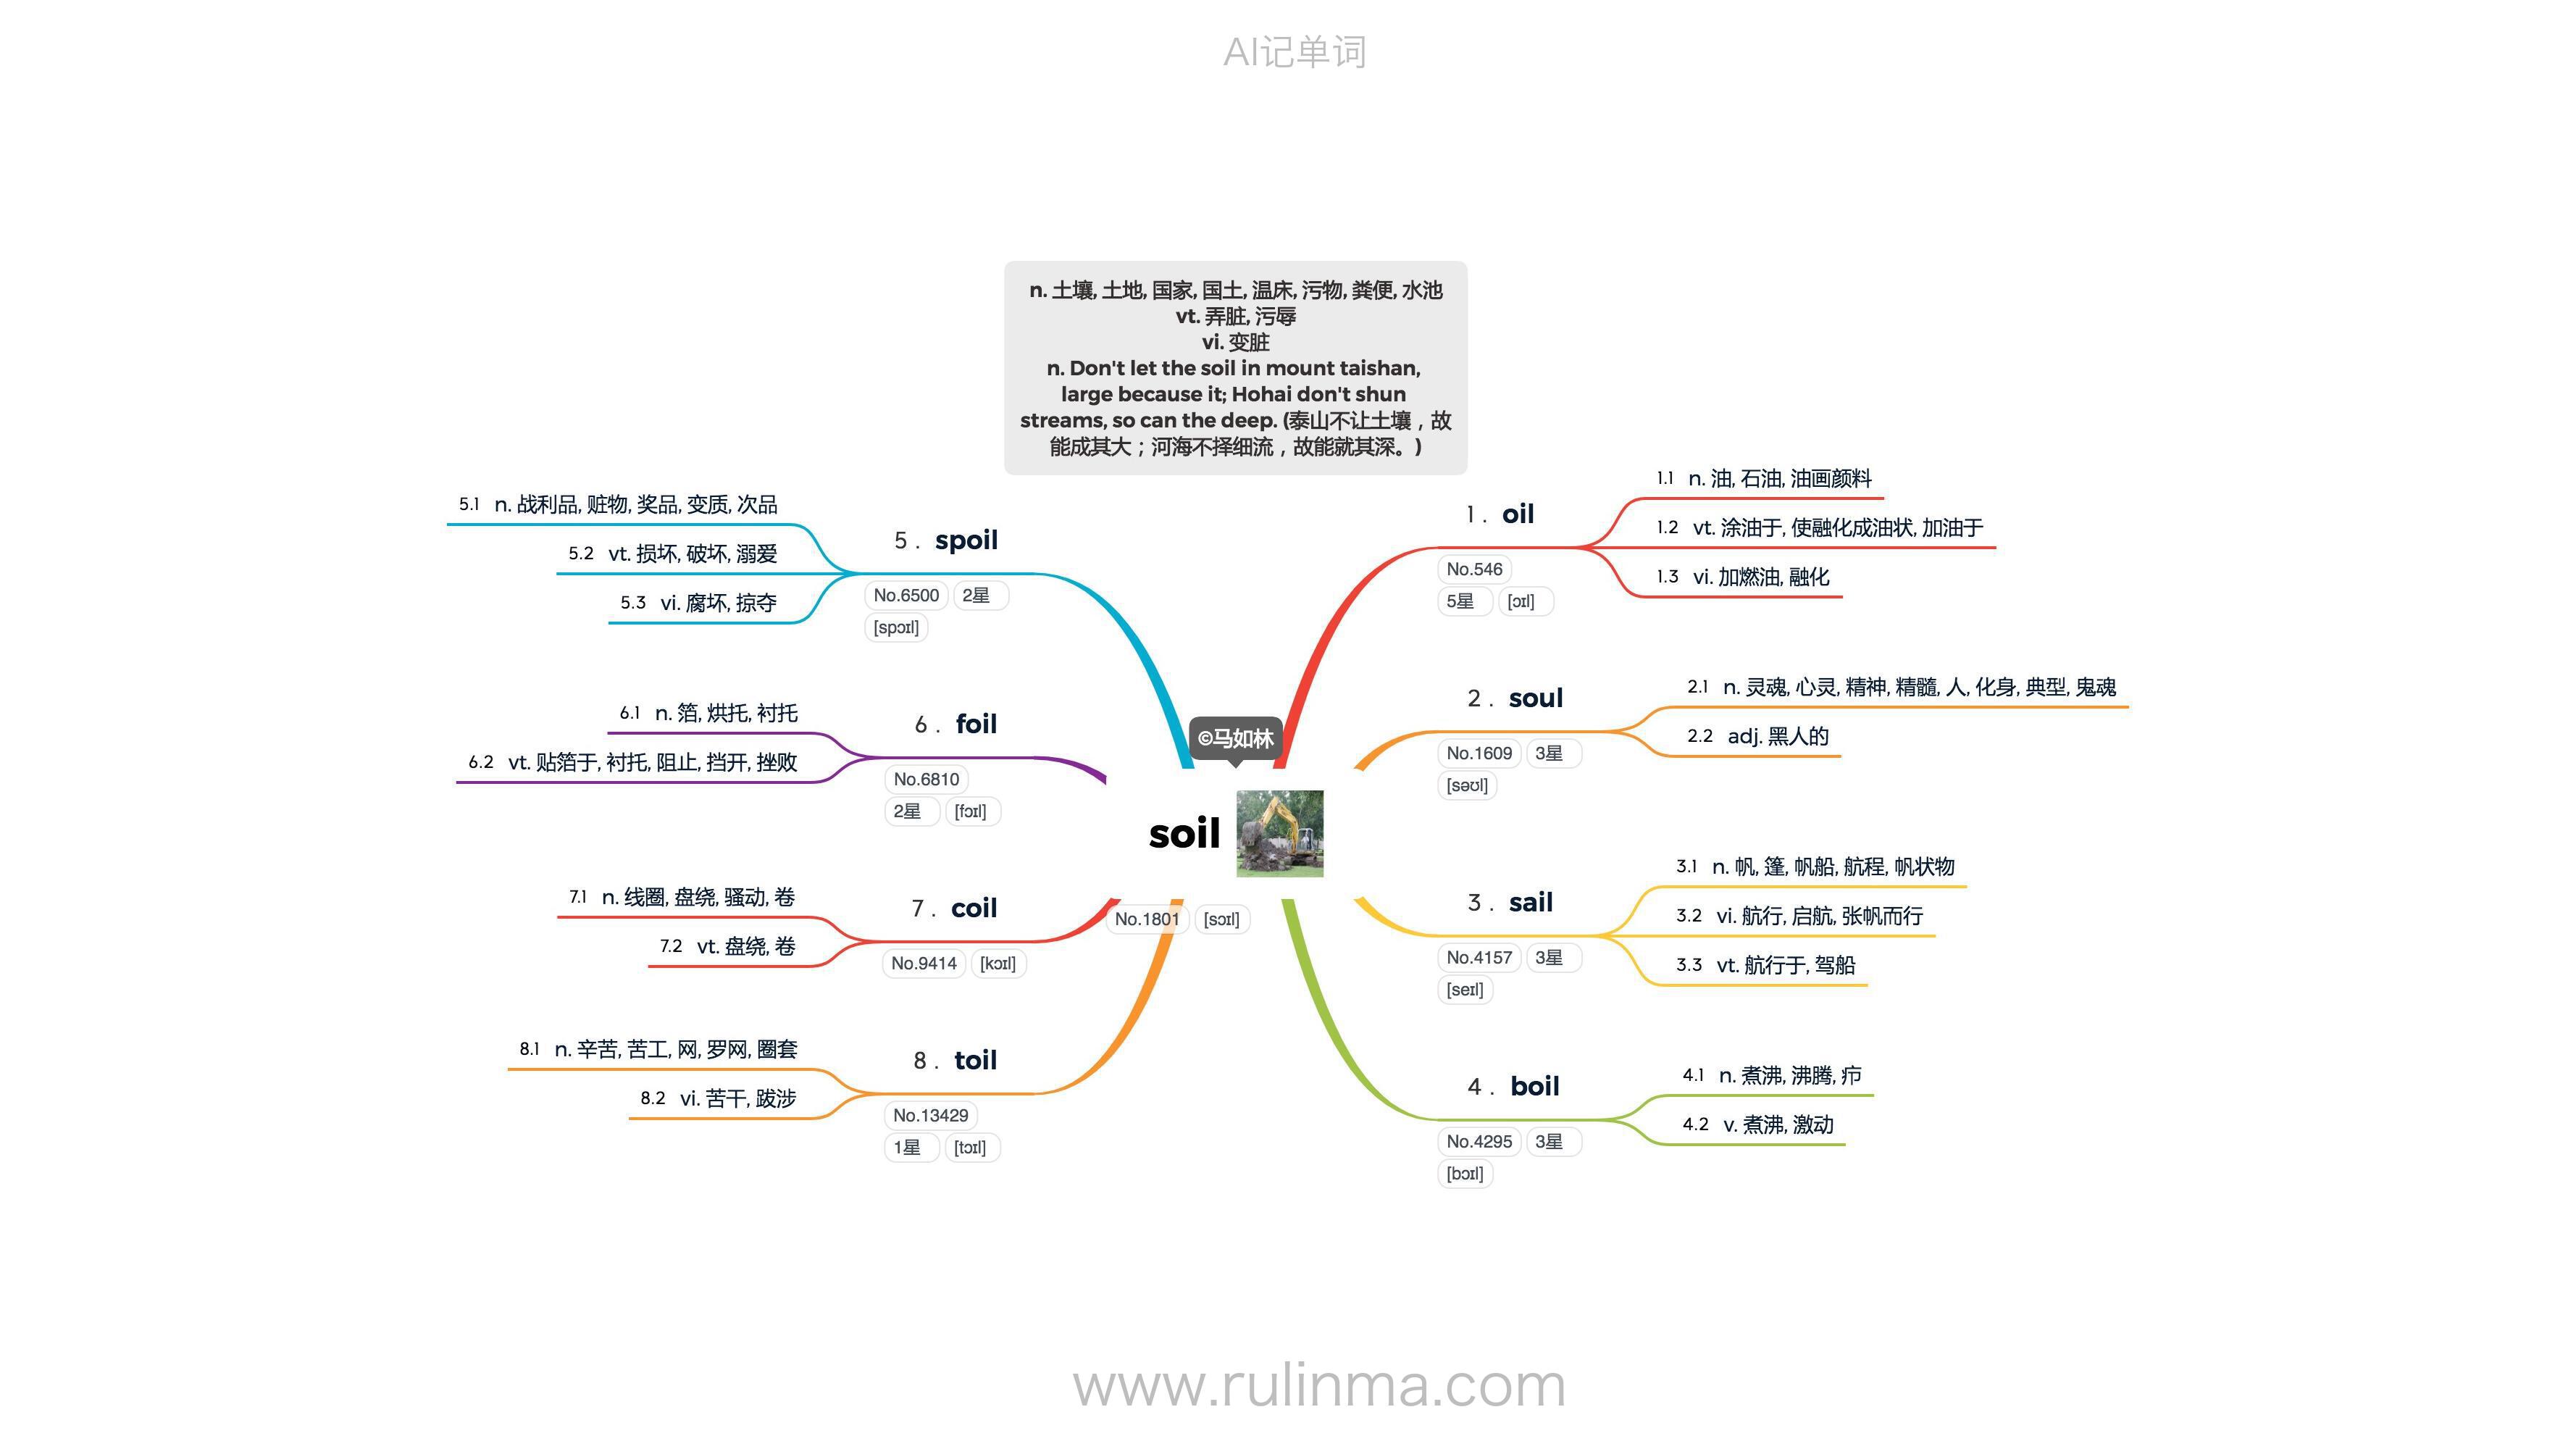 AI记单词
n. 土壤, 土地, 国家, 国土, 温床, 污物, 粪便, 水池
vt. 弄脏, 污辱
vi. 变脏
n. Don't let the soil in mount taishan,
large because it; Hohai don't shun
streams, so can the deep. (泰山不让土壤，故
能成其大；河海不择细流，故能就其深。)
©马如林
soil
No.1801 [sɔɪl]
1. oil
No.546
5星 [ɔɪl]
1.1 n. 油, 石油, 油画颜料
1.2 vt. 涂油于, 使融化成油状, 加油于
1.3 vi. 加燃油, 融化
2. soul
No.1609 3星
[səʊl]
2.1 n. 灵魂, 心灵, 精神, 精髓, 人, 化身, 典型, 鬼魂
2.2 adj. 黑人的
3. sail
No.4157 3星
[seɪl]
3.1 n. 帆, 篷, 帆船, 航程, 帆状物
3.2 vi. 航行, 启航, 张帆而行
3.3 vt. 航行于, 驾船
4. boil
No.4295 3星
[bɔɪl]
4.1 n. 煮沸, 沸腾, 疖
4.2 v. 煮沸, 激动
5. spoil
No.6500 2星
[spɔɪl]
5.1 n. 战利品, 赃物, 奖品, 变质, 次品
5.2 vt. 损坏, 破坏, 溺爱
5.3 vi. 腐坏, 掠夺
6. foil
No.6810
2星 [fɔɪl]
6.1 n. 箔, 烘托, 衬托
6.2 vt. 贴箔于, 衬托, 阻止, 挡开, 挫败
7. coil
No.9414 [kɔɪl]
7.1 n. 线圈, 盘绕, 骚动, 卷
7.2 vt. 盘绕, 卷
8. toil
No.13429
1星 [tɔɪl]
8.1 n. 辛苦, 苦工, 网, 罗网, 圈套
8.2 vi. 苦干, 跋涉
www.rulinma.com